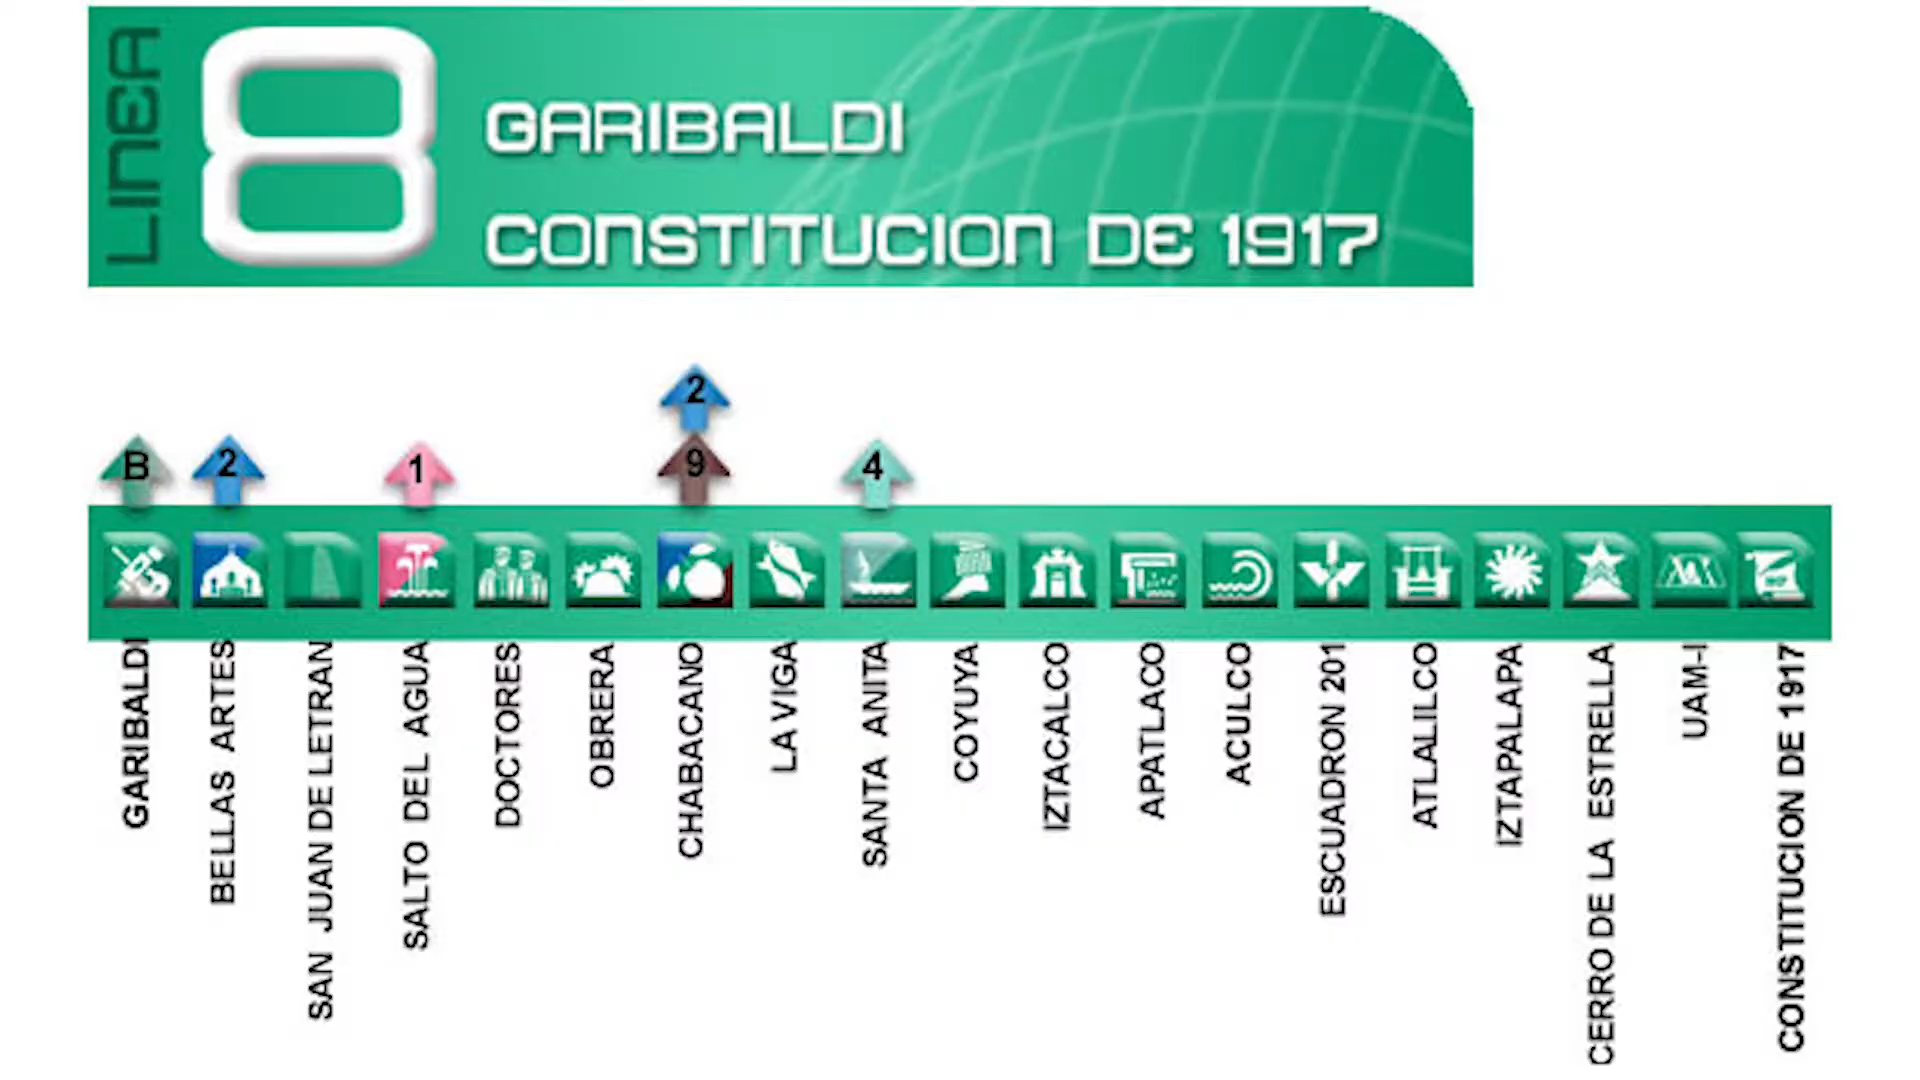 LINEA
8
GARIBALDI
CONSTITUCION DE 1917
2
B
2
1
9
4
GARIBALDI
BELLAS ARTES
SAN JUAN DE LETRAN
SALTO DEL AGUA
DOCTORES
OBRERA
CHABACANO
LA VIGA
SANTA ANITA
COYUYA
IZTACALCO
APATLACO
ACULCO
ESCUADRON 201
ATLALILCO
IZTAPALAPA
CERRO DE LA ESTRELLA
UAM-I
CONSTITUCION DE 1917